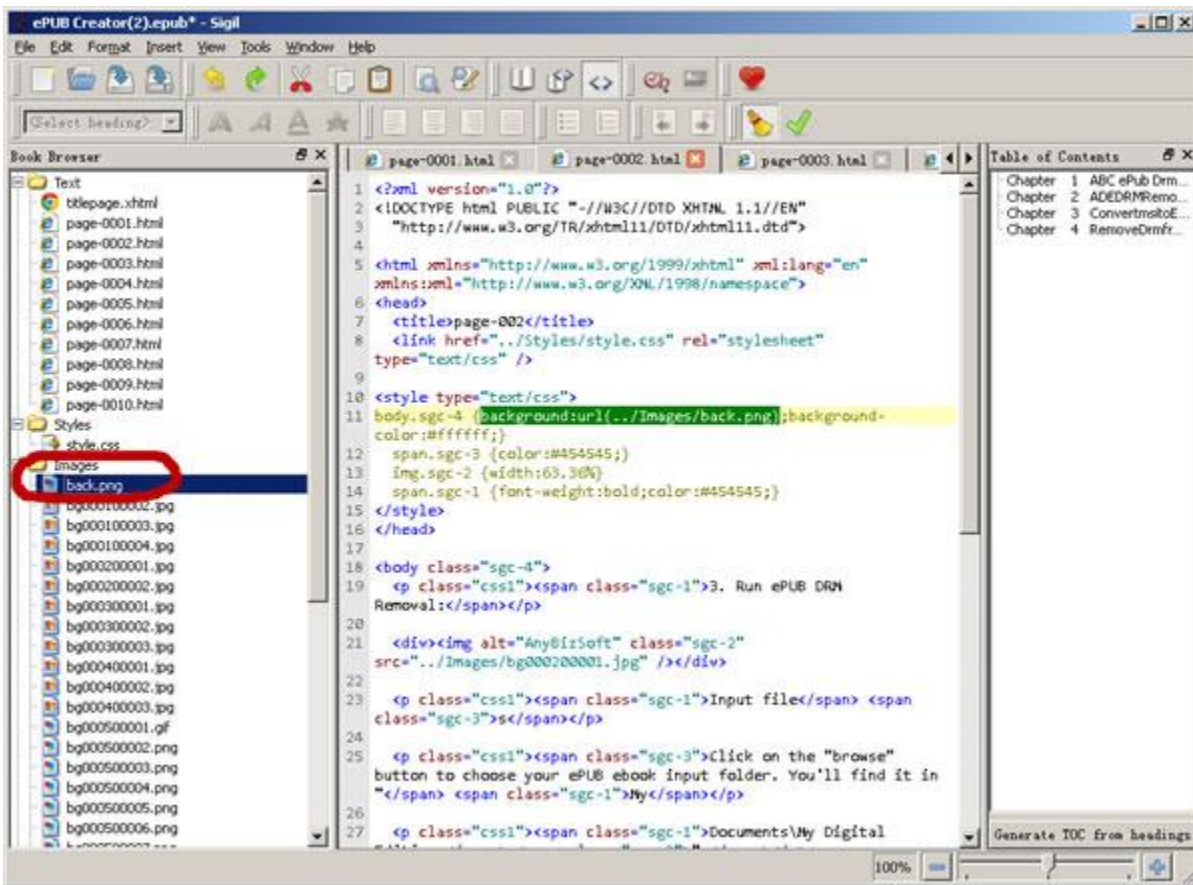 ePUB Creator(2).epub* - Sigil
File Edit Format Insert View Tools Window Help
<Select heading>
Book Browser
Text
titlepage.xhtml
page-0001.html
page-0002.html
page-0003.html
page-0004.html
page-0005.html
page-0006.html
page-0007.html
page-0008.html
page-0009.html
page-0010.html
Styles
style.css
Images
back.png
bg000100002.jpg
bg000100003.jpg
bg000100004.jpg
bg000200001.jpg
bg000200002.jpg
bg000300001.jpg
bg000300002.jpg
bg000300003.jpg
bg000400001.jpg
bg000400002.jpg
bg000400003.jpg
bg000500001.gif
bg000500002.png
bg000500003.png
bg000500004.png
bg000500005.png
bg000500006.png
page-0001.html page-0002.html page-0003.html
1 <?xml version="1.0"?>
2 <!DOCTYPE html PUBLIC "-//W3C//DTD XHTML 1.1//EN"
3 "http://www.w3.org/TR/xhtml11/DTD/xhtml11.dtd">
4
5 <html xmlns="http://www.w3.org/1999/xhtml" xml:lang="en"
xmlns:xml="http://www.w3.org/XML/1998/namespace">
6 <head>
7 <title>page-002</title>
8 <link href="../Styles/style.css" rel="stylesheet"
type="text/css" />
9
10 <style type="text/css">
11 body.sgc-4 {background:url(../Images/back.png);background-
color:#ffffff;}
12 span.sgc-3 {color:#454545;}
13 img.sgc-2 {width:63.36%}
14 span.sgc-1 {font-weight:bold;color:#454545;}
15 </style>
16 </head>
17
18 <body class="sgc-4">
19 <p class="css1"><span class="sgc-1">3. Run ePUB DRM
Removal:</span></p>
20
21 <div><img alt="AnyBizSoft" class="sgc-2"
src="../Images/bg000200001.jpg" /></div>
22
23 <p class="css1"><span class="sgc-1">Input file</span> <span
class="sgc-3">s</span></p>
24
25 <p class="css1"><span class="sgc-3">Click on the "browse"
button to choose your ePUB ebook input folder. You'll find it in
"</span> <span class="sgc-1">My</span></p>
26
27 <p class="css1"><span class="sgc-1">Documents\My Digital
Table of Contents
Chapter 1 ABC ePub Drm...
Chapter 2 ADEDRMRemo...
Chapter 3 ConvertmsitoE...
Chapter 4 RemoveDrmfr...
Generate TOC from headings
100%